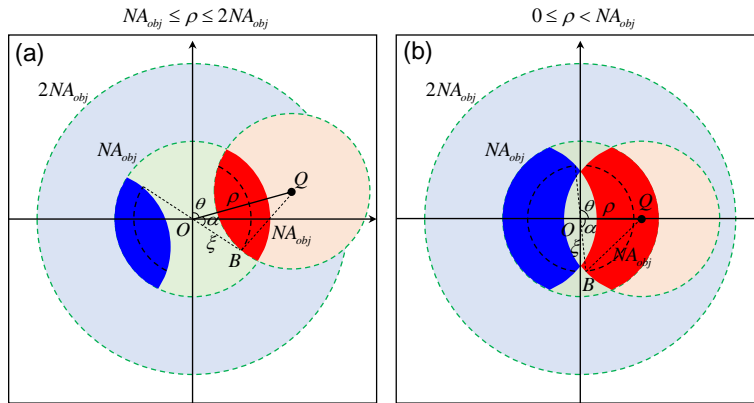 NA_obj ≤ ρ ≤ 2NA_obj
0 ≤ ρ < NA_obj
(a)
2NA_obj
NA_obj
Q
θ
ρ
O
α
NA_obj
ξ
B
(b)
2NA_obj
NA_obj
Q
θ
ρ
O
α
ξ
NA_obj
B